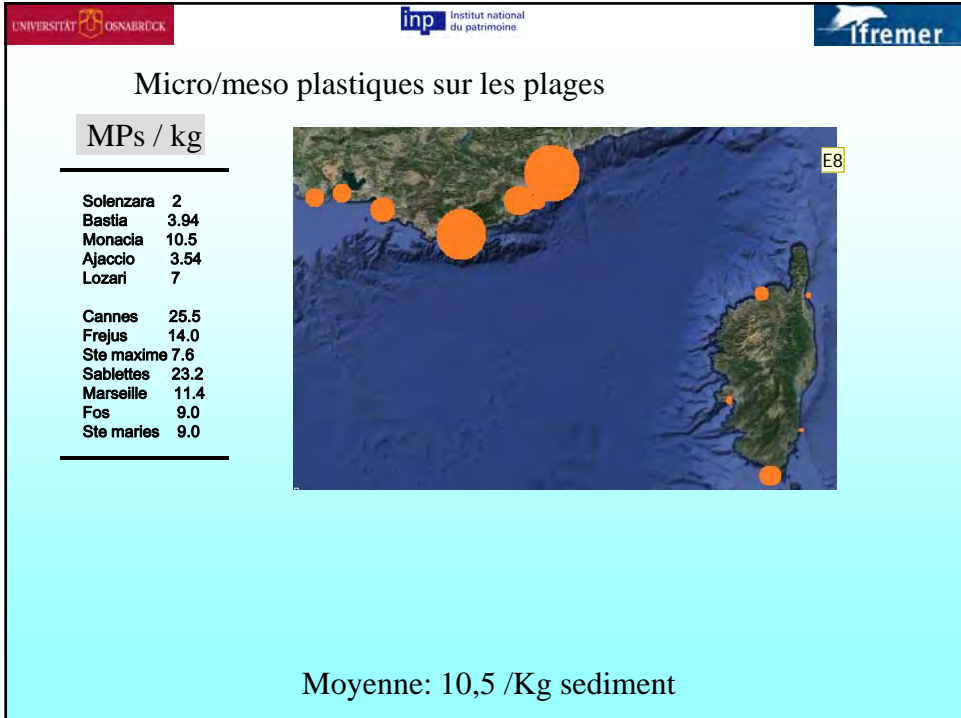 UNIVERSITÄT OSNABRÜCK
inp Institut national
du patrimoine
Ifremer
Micro/meso plastiques sur les plages
MPs / kg
E8
Solenzara 2
Bastia 3.94
Monacia 10.5
Ajaccio 3.54
Lozari 7
Cannes 25.5
Frejus 14.0
Ste maxime 7.6
Sablettes 23.2
Marseille 11.4
Fos 9.0
Ste maries 9.0
Moyenne: 10,5 /Kg sediment